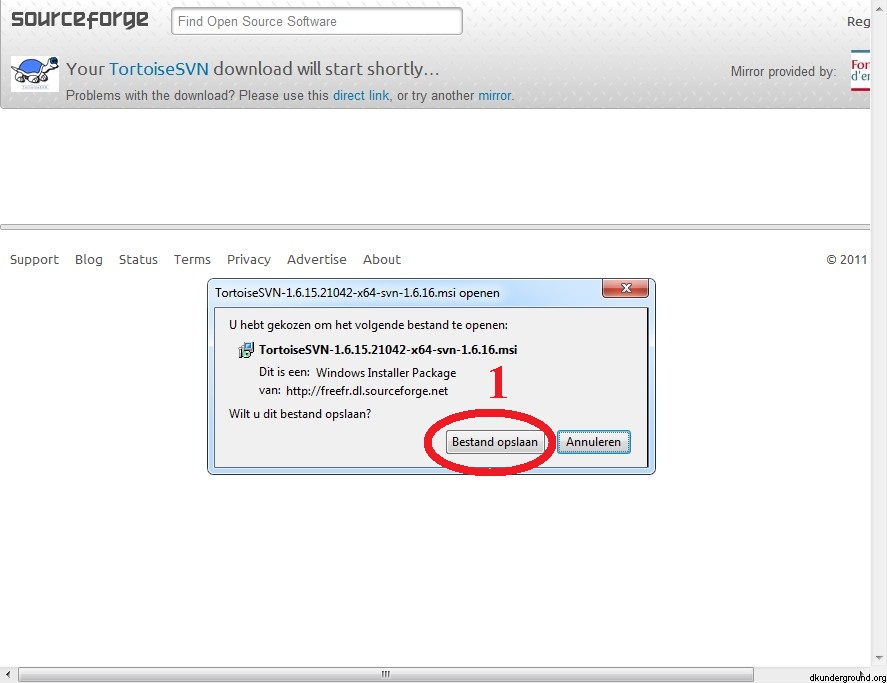 sourceforge
Find Open Source Software
Reg
Your TortoiseSVN download will start shortly...
Mirror provided by:
For
d'en
Problems with the download? Please use this direct link, or try another mirror.
Support Blog Status Terms Privacy Advertise About
© 2011
TortoiseSVN-1.6.15.21042-x64-svn-1.6.16.msi openen
U hebt gekozen om het volgende bestand te openen:
TortoiseSVN-1.6.15.21042-x64-svn-1.6.16.msi
Dit is een: Windows Installer Package
van: http://freefr.dl.sourceforge.net
1
Wilt u dit bestand opslaan?
Bestand opslaan
Annuleren
dkunderground.org